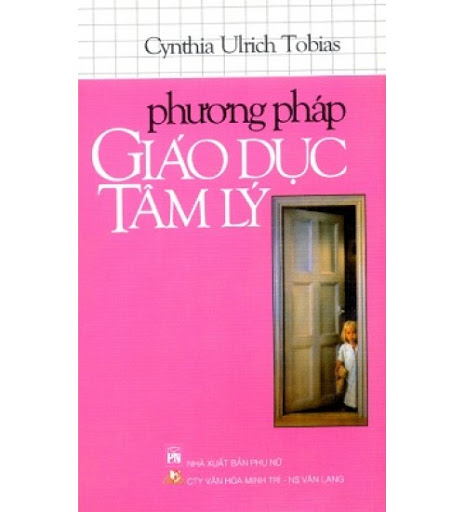 Cynthia Ulrich Tobias
phương pháp
GIÁO DỤC
TÂM LÝ
PN
NHÀ XUẤT BẢN PHỤ NỮ
CTY VĂN HÓA MINH TRÍ - NS VĂN LANG